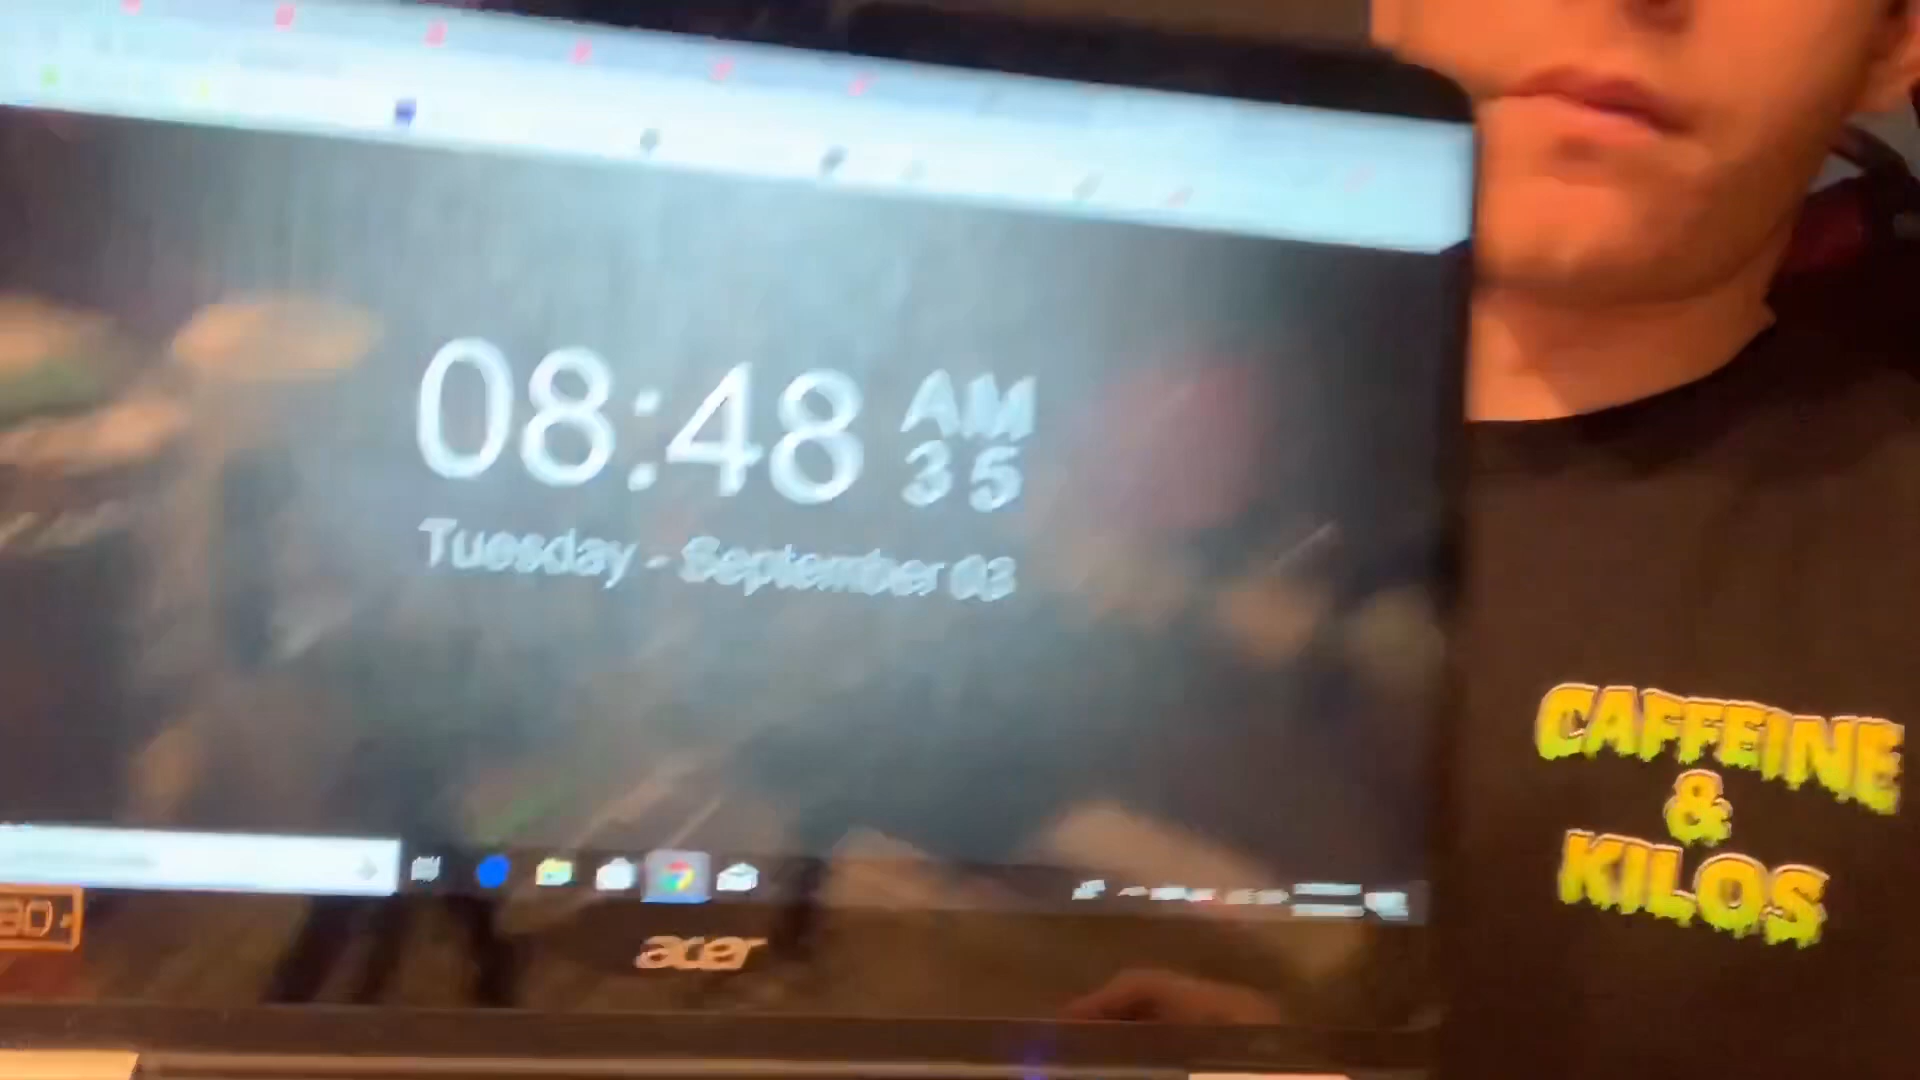 08:48 AM
35
Tuesday - September 03
acer
CAFFEINE
&
KILOS